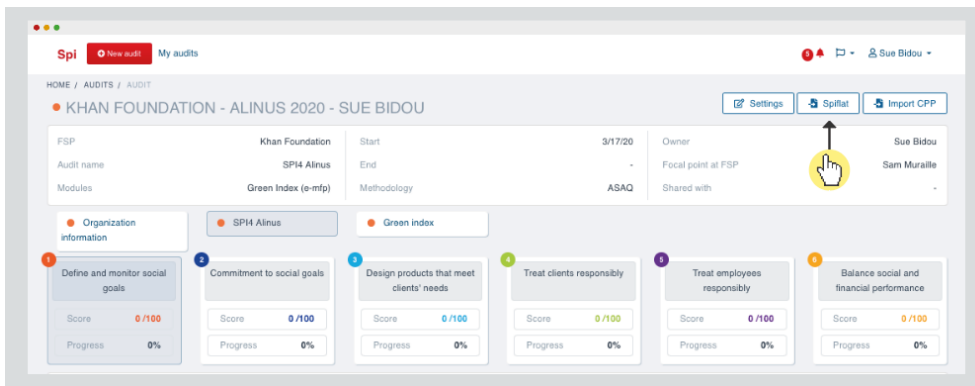 Spi New audit My audits 5 Sue Bidou
HOME / AUDITS / AUDIT
KHAN FOUNDATION - ALINUS 2020 - SUE BIDOU Settings Spiflat Import CPP
FSP Khan Foundation Start 3/17/20 Owner Sue Bidou
Audit name SPI4 Alinus End - Focal point at FSP Sam Muraille
Modules Green Index (e-mfp) Methodology ASAQ Shared with -
Organization
information
SPI4 Alinus
Green index
1
Define and monitor social
goals
Score 0 /100
Progress 0%
2
Commitment to social goals
Score 0 /100
Progress 0%
3
Design products that meet
clients' needs
Score 0 /100
Progress 0%
4
Treat clients responsibly
Score 0 /100
Progress 0%
5
Treat employees
responsibly
Score 0 /100
Progress 0%
6
Balance social and
financial performance
Score 0 /100
Progress 0%